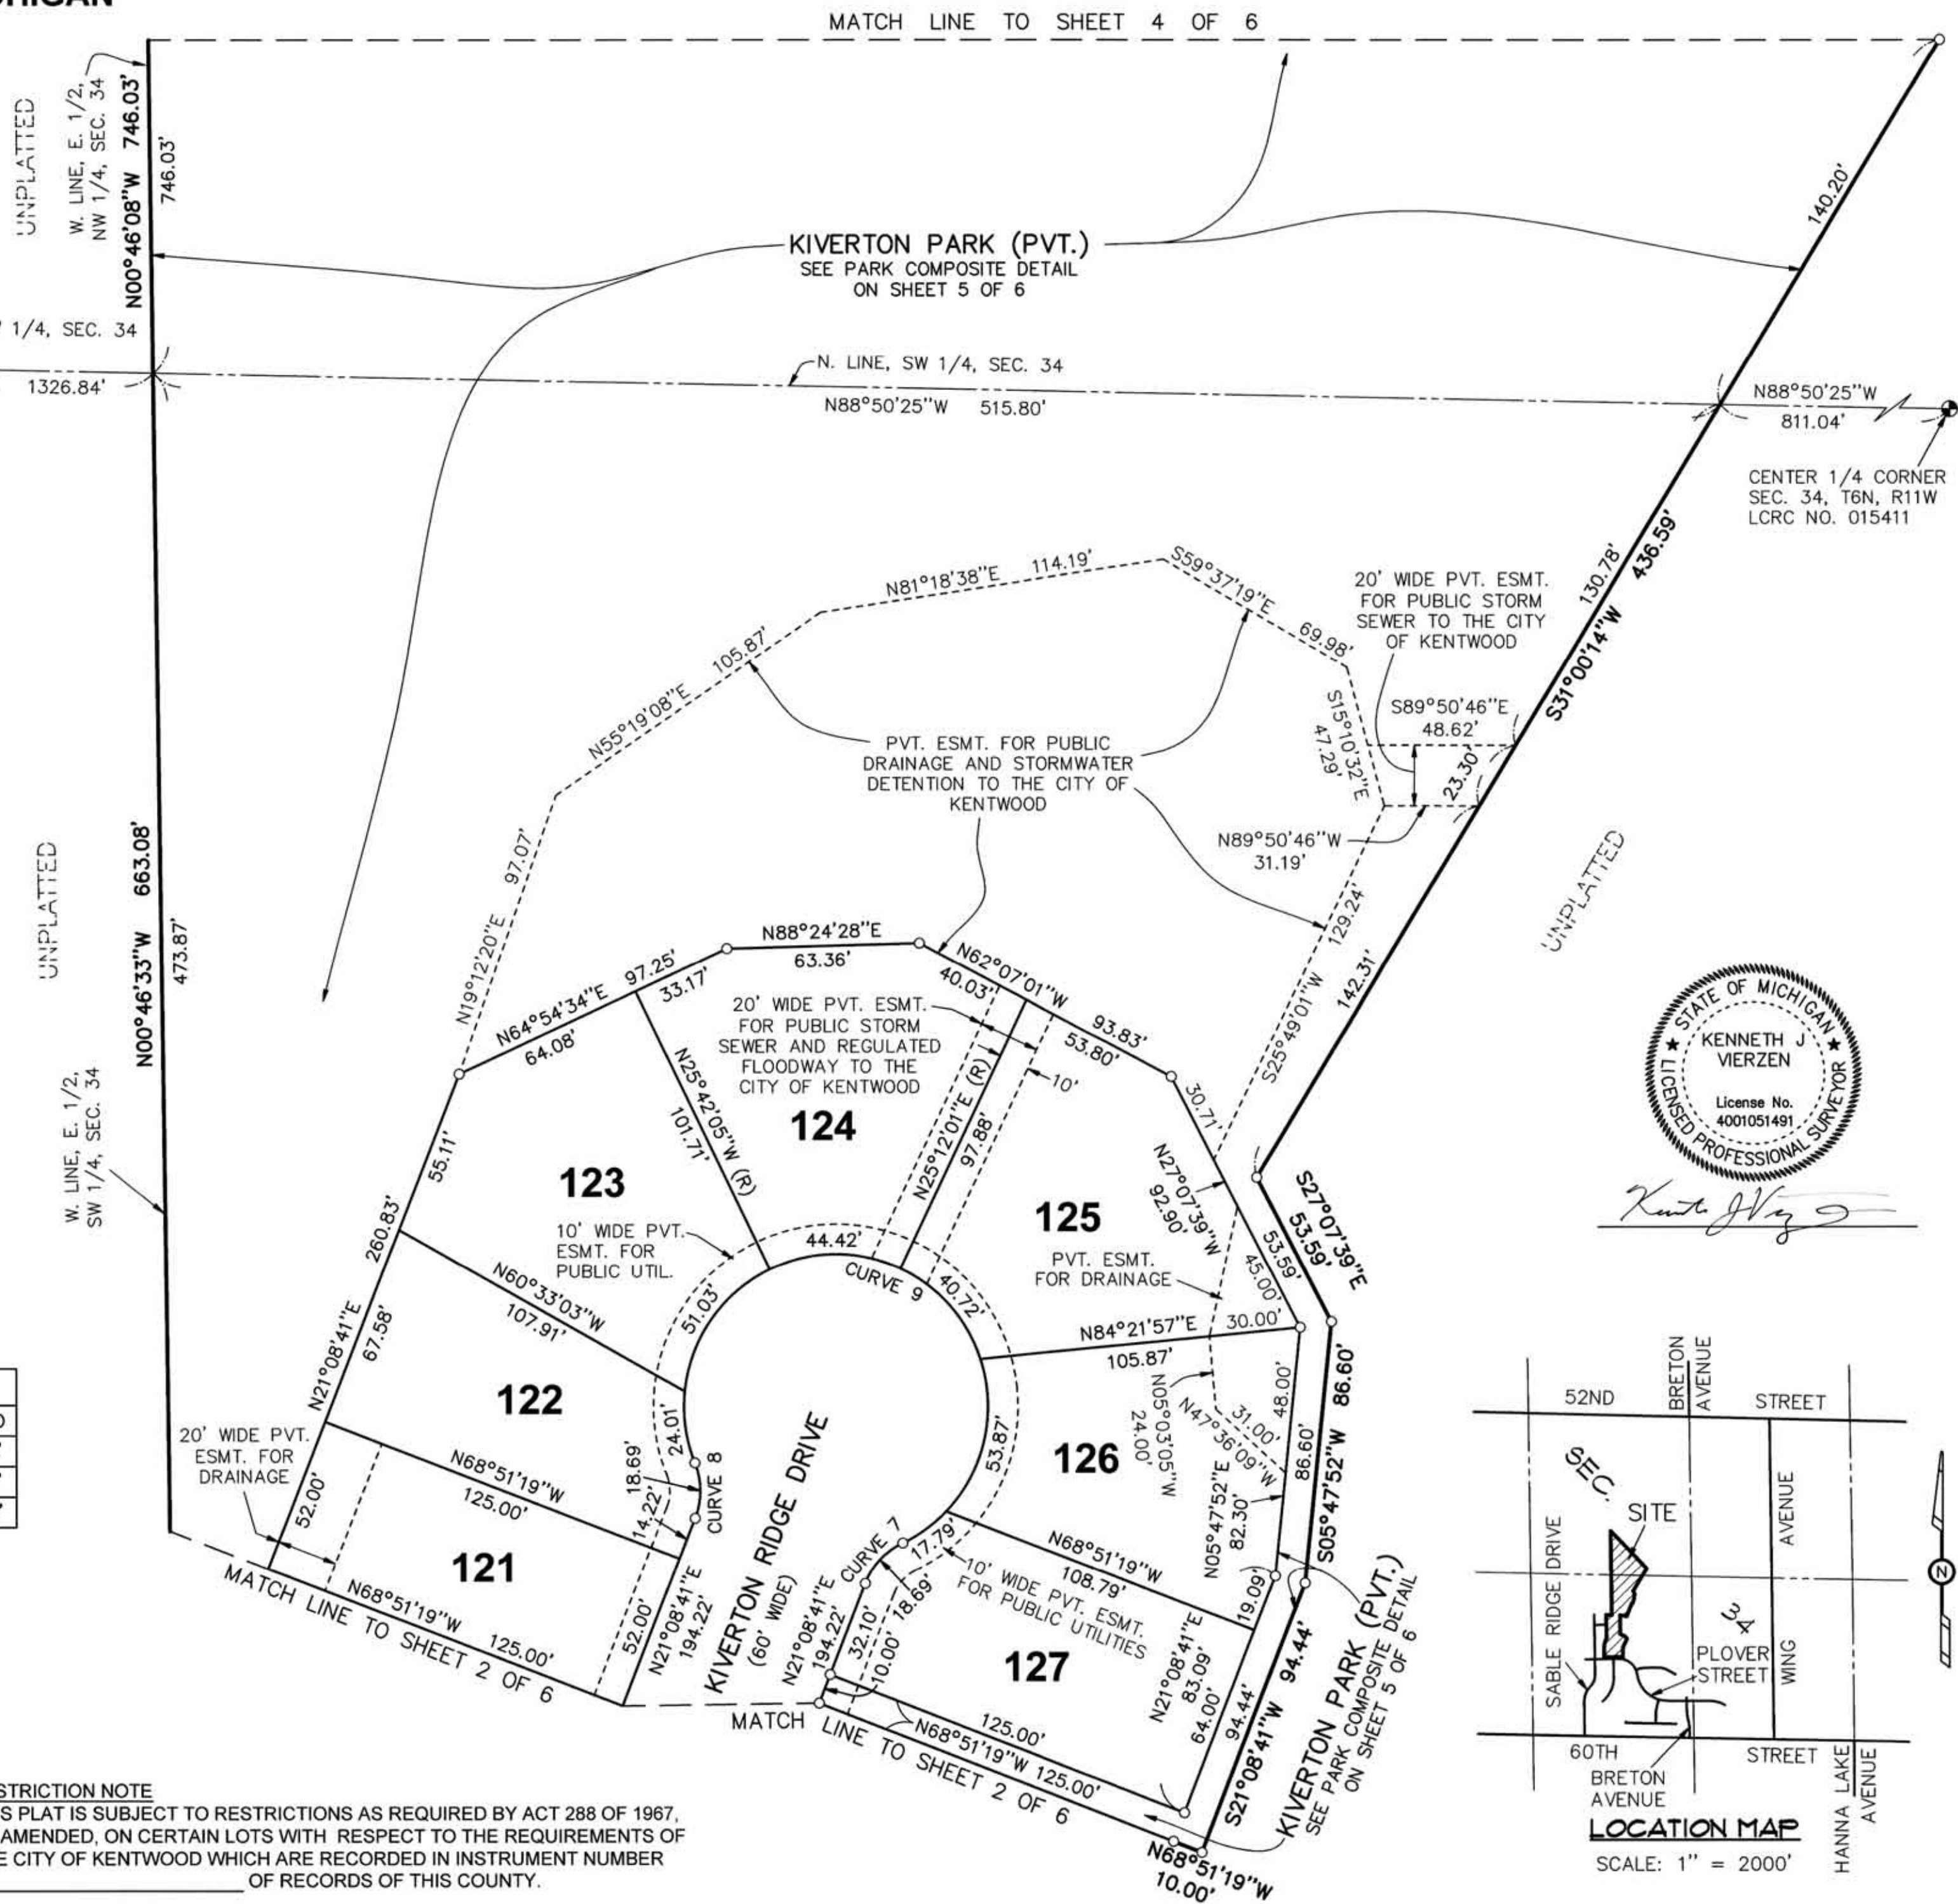 MATCH LINE TO SHEET 4 OF 6
UNPLATTED
W. LINE, E. 1/2,
NW 1/4, SEC. 34
N00°46'08"W 746.03'
746.03'
140.20'
KIVERTON PARK (PVT.)
SEE PARK COMPOSITE DETAIL
ON SHEET 5 OF 6
1/4, SEC. 34
1326.84'
N. LINE, SW 1/4, SEC. 34
N88°50'25"W 515.80'
N88°50'25"W
811.04'
CENTER 1/4 CORNER
SEC. 34, T6N, R11W
LCRC NO. 015411
130.78'
S31°00'14"W 436.59'
N81°18'38"E 114.19'
S59°37'19"E 69.98'
20' WIDE PVT. ESMT.
FOR PUBLIC STORM
SEWER TO THE CITY
OF KENTWOOD
N55°19'08"E 105.87'
S15°10'32"E
47.29'
S89°50'46"E
48.62'
23.30'
PVT. ESMT. FOR PUBLIC
DRAINAGE AND STORMWATER
DETENTION TO THE CITY OF
KENTWOOD
N89°50'46"W
31.19'
UNPLATTED
N00°46'33"W 663.08'
473.87'
UNPLATTED
N19°12'20"E 97.07'
S25°49'01"W 129.24'
142.31'
N64°54'34"E 97.25'
64.08'
33.17'
N88°24'28"E
63.36'
N62°07'01"W 93.83'
40.03'
53.80'
20' WIDE PVT. ESMT.
FOR PUBLIC STORM
SEWER AND REGULATED
FLOODWAY TO THE
CITY OF KENTWOOD
10'
W. LINE, E. 1/2,
SW 1/4, SEC. 34
STATE OF MICHIGAN
KENNETH J
VIERZEN
License No.
4001051491
LICENSED PROFESSIONAL SURVEYOR
55.11'
N25°42'05"W (R)
101.71'
124
N25°12'01"E (R)
97.88'
30.71'
123
125
N27°07'39"W
92.90'
S27°07'39"E
53.59'
53.59'
45.00'
260.83'
10' WIDE PVT.
ESMT. FOR
PUBLIC UTIL.
44.42'
CURVE 9
40.72'
51.03'
PVT. ESMT.
FOR DRAINAGE
N60°33'03"W
107.91'
N84°21'57"E 30.00'
105.87'
N21°08'41"E
67.58'
122
24.01'
53.87'
126
N05°03'05"W
24.00'
31.00'
N47°36'09"W
48.00'
86.60'
S05°47'52"W 86.60'
N05°47'52"E
82.30'
20' WIDE PVT.
ESMT. FOR
DRAINAGE
52.00'
N68°51'19"W
125.00'
18.69'
14.22'
CURVE 8
121
KIVERTON RIDGE DRIVE
(60' WIDE)
CURVE 7
17.79'
18.69'
N68°51'19"W
108.79'
10' WIDE PVT. ESMT.
FOR PUBLIC UTILITIES
19.09'
N68°51'19"W 125.00'
MATCH LINE TO SHEET 2 OF 6
52.00'
N21°08'41"E
194.22'
N21°08'41"E
194.22'
32.10'
10.00'
127
N21°08'41"E
83.09'
64.00'
94.44'
S21°08'41"W 94.44'
KIVERTON PARK (PVT.)
SEE PARK COMPOSITE DETAIL
ON SHEET 5 OF 6
125.00'
N68°51'19"W 125.00'
MATCH LINE TO SHEET 2 OF 6
N68°51'19"W
10.00'
52ND STREET
BRETON
AVENUE
SEC.
SITE
SABLE RIDGE DRIVE
34
PLOVER
STREET
WING AVENUE
60TH STREET
BRETON
AVENUE
HANNA LAKE
AVENUE
N
LOCATION MAP
SCALE: 1" = 2000'
STRICTION NOTE
S PLAT IS SUBJECT TO RESTRICTIONS AS REQUIRED BY ACT 288 OF 1967,
AMENDED, ON CERTAIN LOTS WITH RESPECT TO THE REQUIREMENTS OF
E CITY OF KENTWOOD WHICH ARE RECORDED IN INSTRUMENT NUMBER
OF RECORDS OF THIS COUNTY.